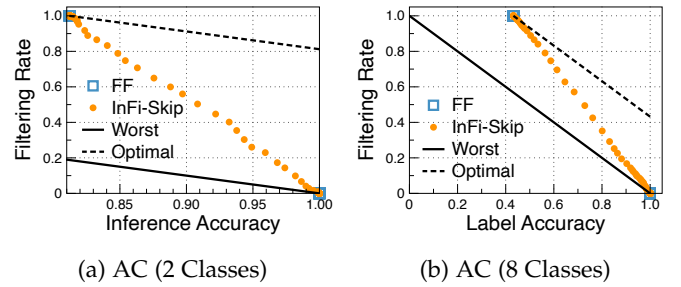 1.0
0.8
0.6
0.4
0.2
0
Filtering Rate
FF
InFi-Skip
Worst
Optimal
0.85 0.90 0.95 1.00
Inference Accuracy
(a) AC (2 Classes)
1.0
0.8
0.6
0.4
0.2
0
Filtering Rate
FF
InFi-Skip
Worst
Optimal
0 0.2 0.4 0.6 0.8 1.0
Label Accuracy
(b) AC (8 Classes)